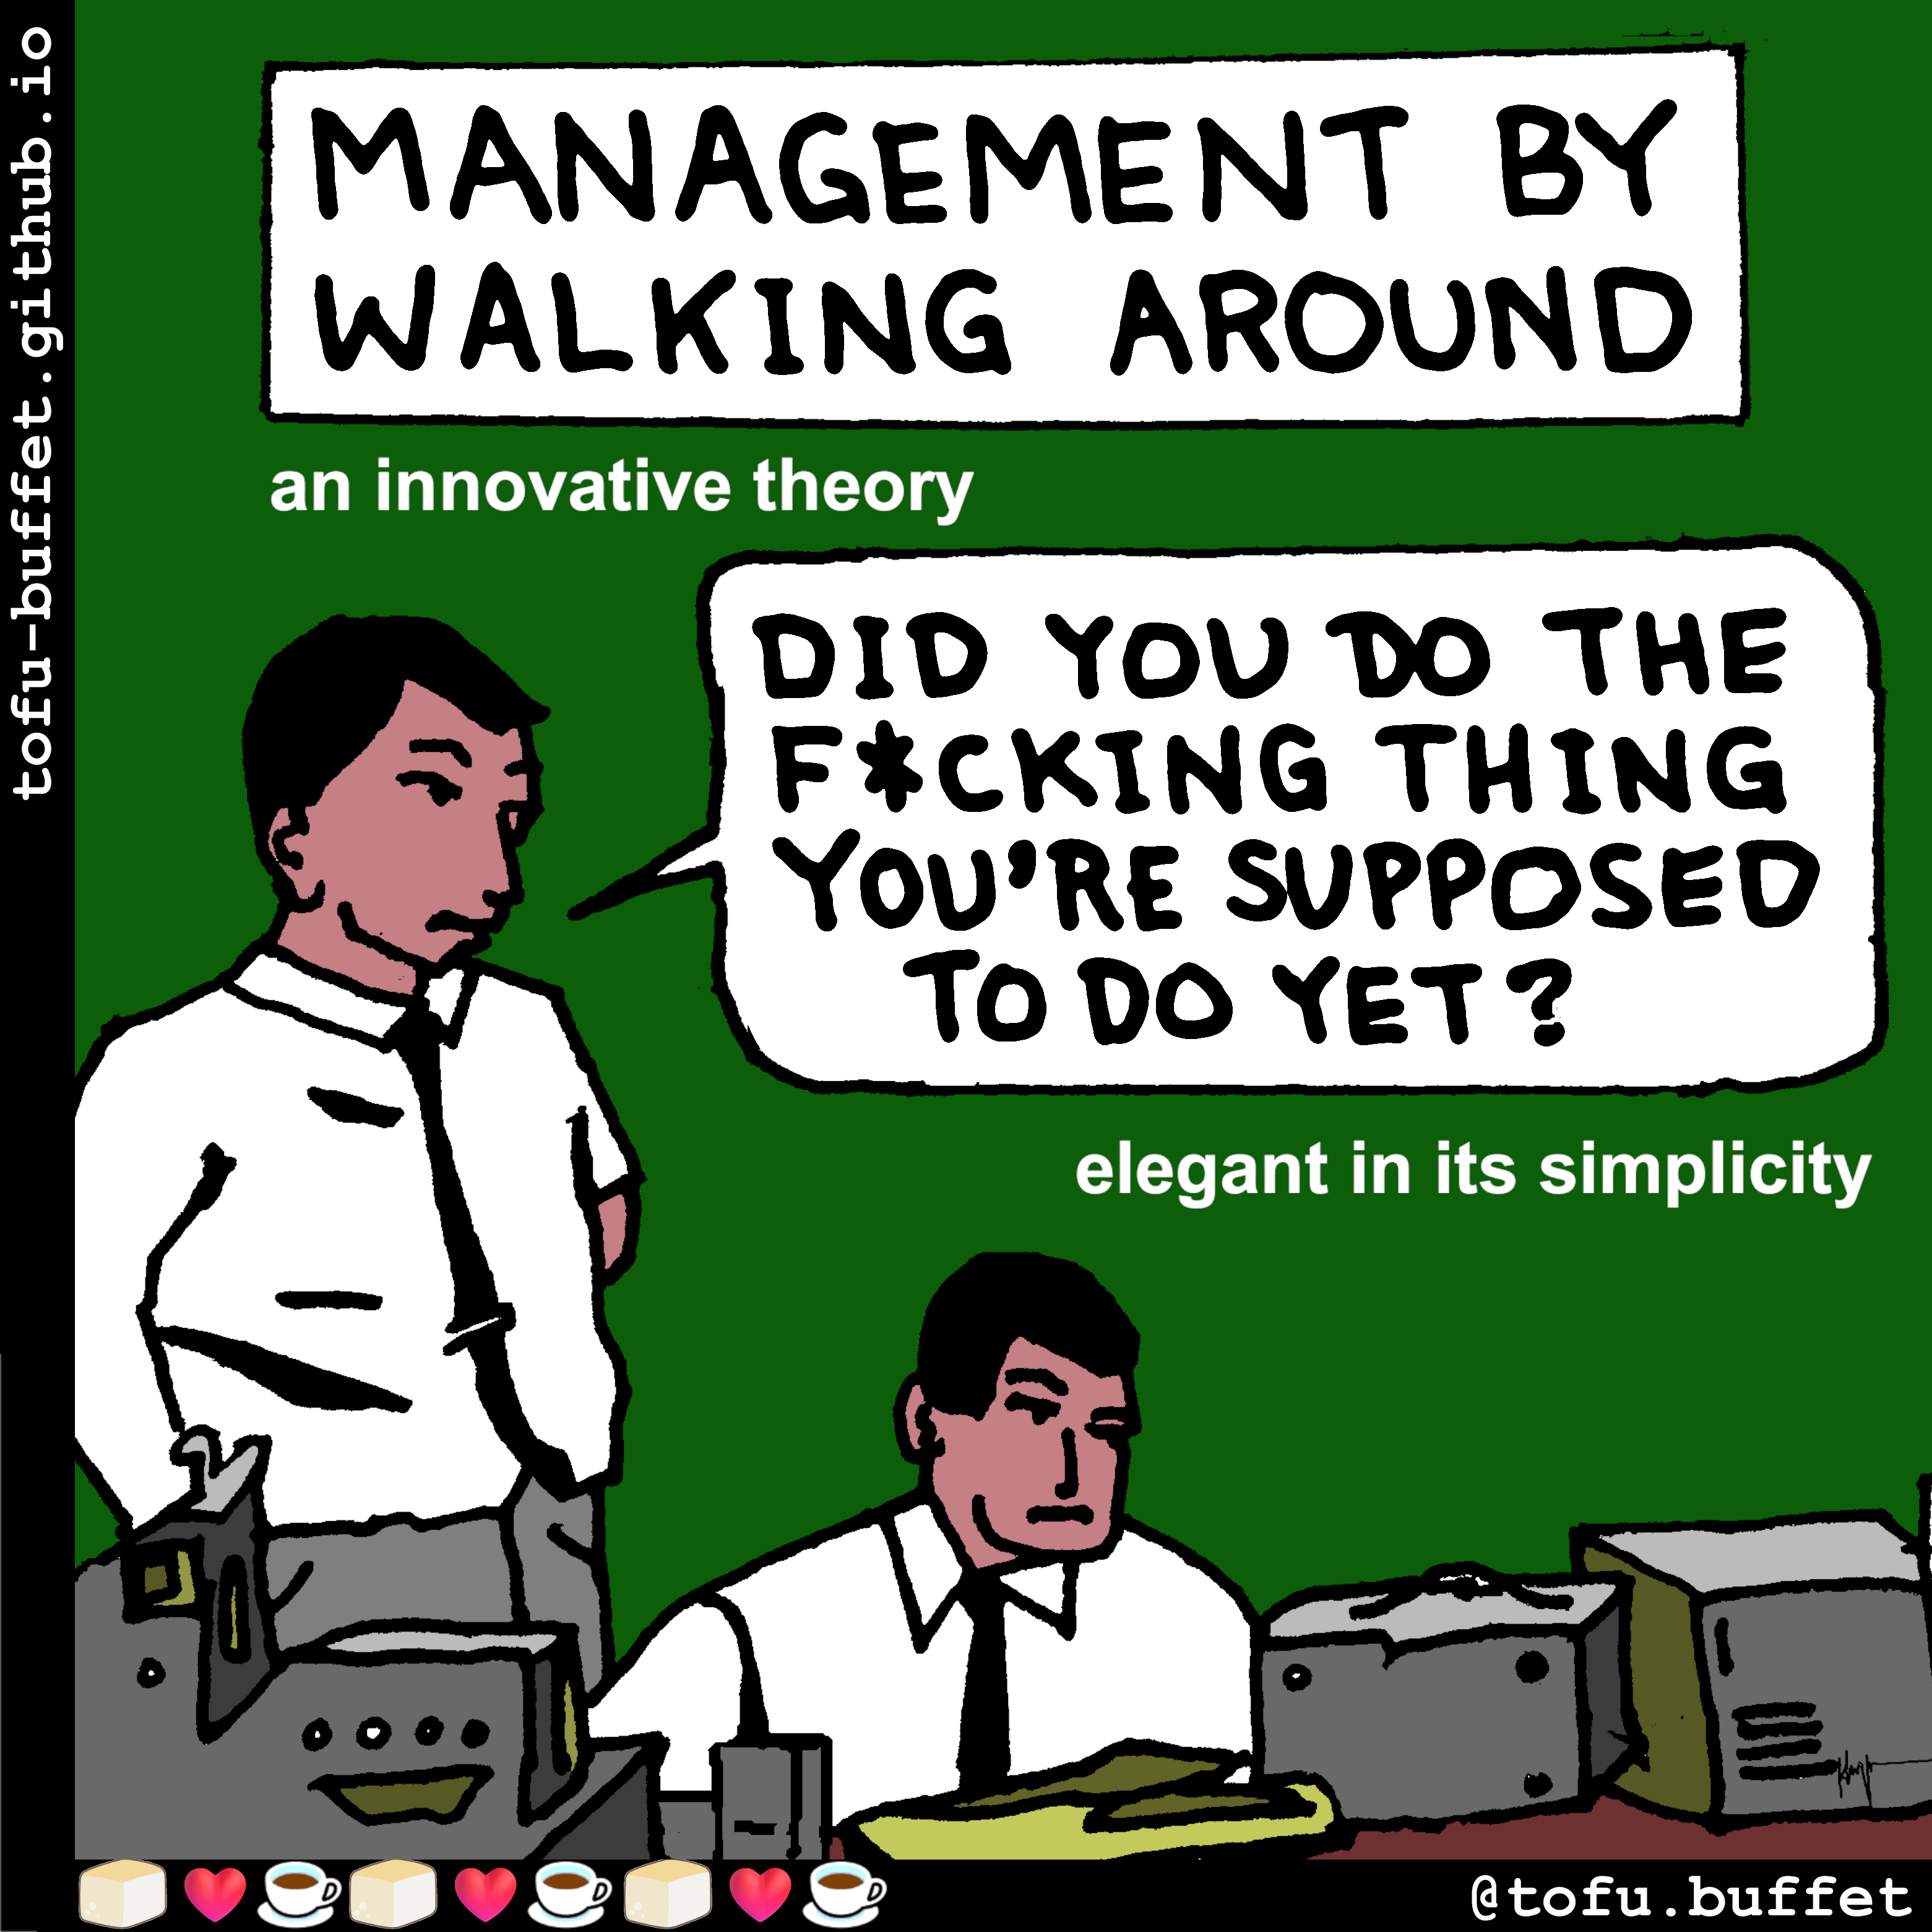 tofu-buffet.github.io
MANAGEMENT BY
WALKING AROUND
an innovative theory
DID YOU DO THE
F*CKING THING
YOU'RE SUPPOSED
TO DO YET?
elegant in its simplicity
@tofu.buffet